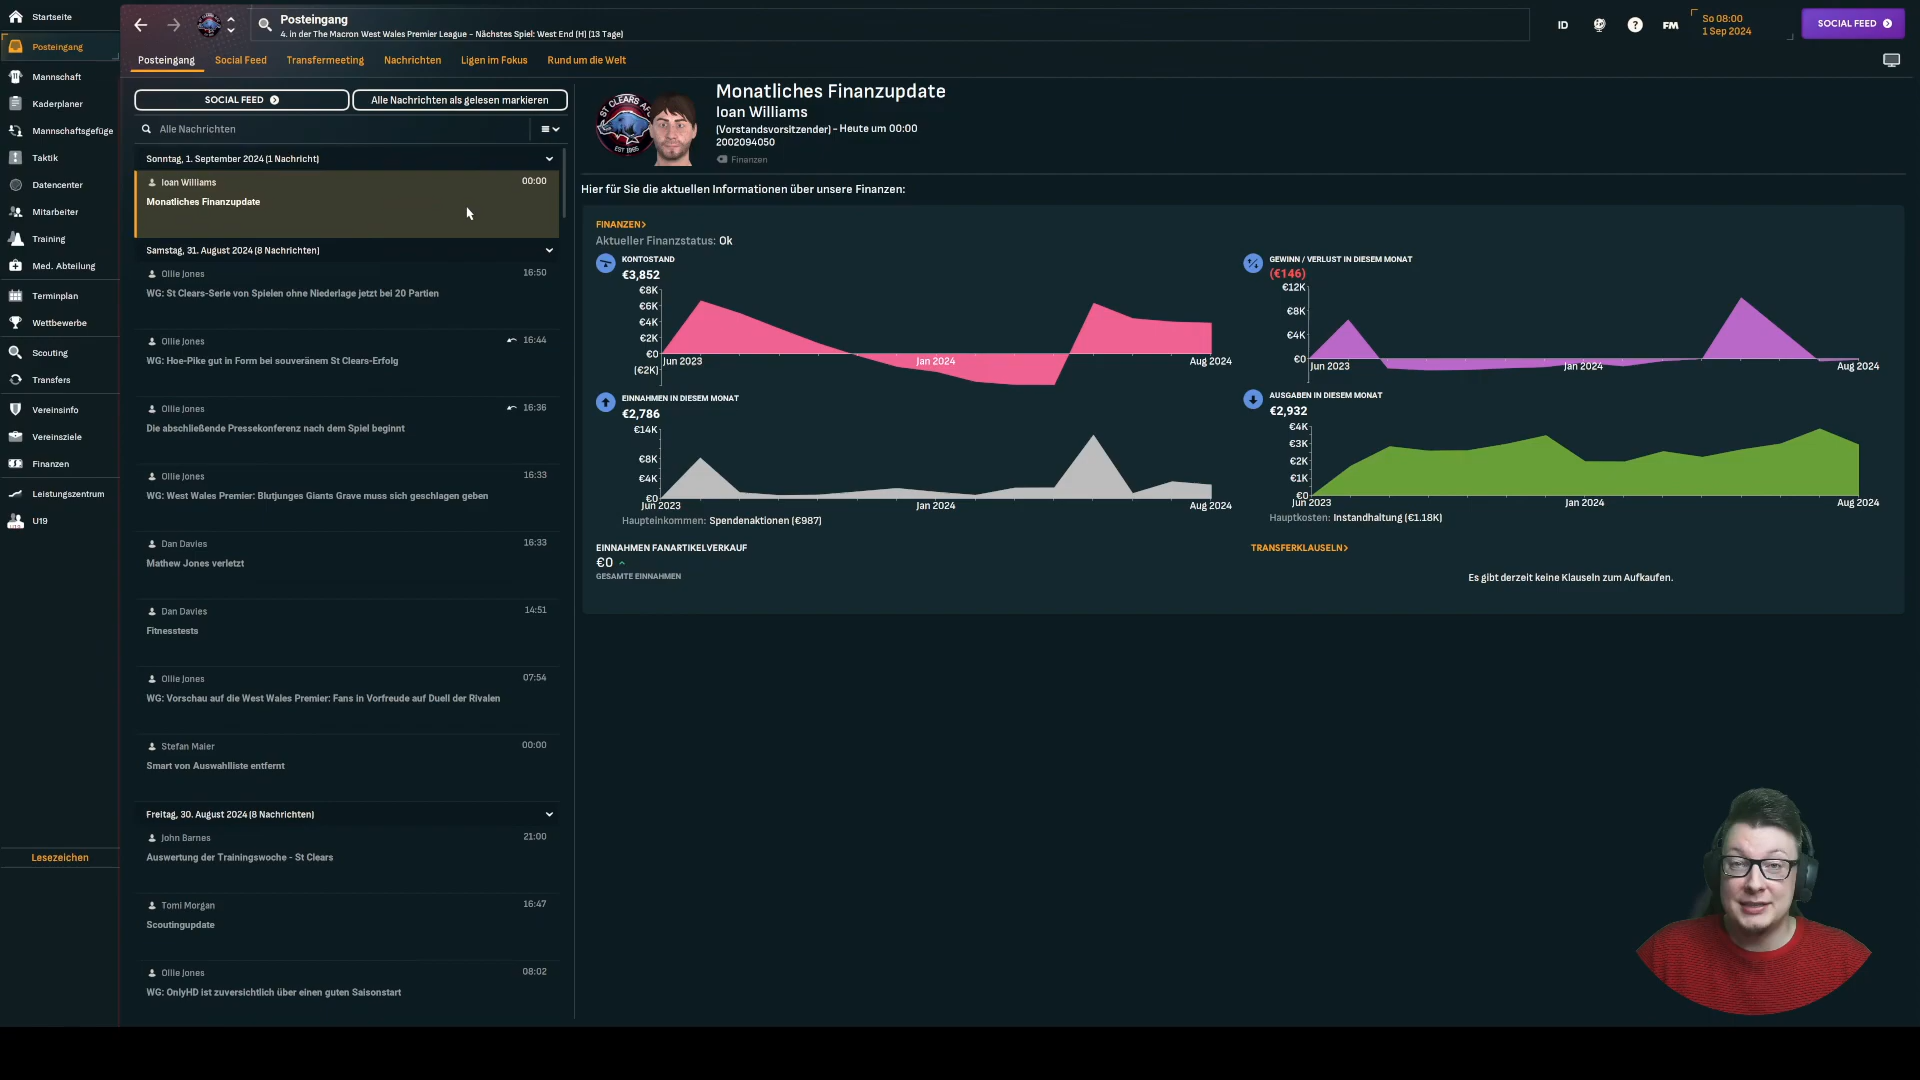 Startseite
Posteingang
Mannschaft
Kaderplaner
Mannschaftsgefüge
Taktik
Datencenter
Mitarbeiter
Training
Med. Abteilung
Terminplan
Wettbewerbe
Scouting
Transfers
Vereinsinfo
Vereinsziele
Finanzen
Leistungszentrum
U19
Lesezeichen
Posteingang
4. in der The Macron West Wales Premier League - Nächstes Spiel: West End (H) (13 Tage)
ID
FM
So 08:00
1 Sep 2024
SOCIAL FEED
Posteingang
Social Feed
Transfermeeting
Nachrichten
Ligen im Fokus
Rund um die Welt
SOCIAL FEED
Alle Nachrichten als gelesen markieren
Alle Nachrichten
Sonntag, 1. September 2024 (1 Nachricht)
Ioan Williams 00:00
Monatliches Finanzupdate
Samstag, 31. August 2024 (8 Nachrichten)
Ollie Jones 16:50
WG: St Clears-Serie von Spielen ohne Niederlage jetzt bei 20 Partien
Ollie Jones 16:44
WG: Hoe-Pike gut in Form bei souveränem St Clears-Erfolg
Ollie Jones 16:36
Die abschließende Pressekonferenz nach dem Spiel beginnt
Ollie Jones 16:33
WG: West Wales Premier: Blutjunges Giants Grave muss sich geschlagen geben
Dan Davies 16:33
Mathew Jones verletzt
Dan Davies 14:51
Fitnesstests
Ollie Jones 07:54
WG: Vorschau auf die West Wales Premier: Fans in Vorfreude auf Duell der Rivalen
Stefan Maier 00:00
Smart von Auswahlliste entfernt
Freitag, 30. August 2024 (8 Nachrichten)
John Barnes 21:00
Auswertung der Trainingswoche - St Clears
Tomi Morgan 16:47
Scoutingupdate
Ollie Jones 08:02
WG: OnlyHD ist zuversichtlich über einen guten Saisonstart
ST CLEARS AFC
EST 1965
Monatliches Finanzupdate
Ioan Williams
(Vorstandsvorsitzender) - Heute um 00:00
2002094050
Finanzen
Hier für Sie die aktuellen Informationen über unsere Finanzen:
FINANZEN>
Aktueller Finanzstatus: Ok
KONTOSTAND
€3,852
€8K
€6K
€4K
€2K
€0
(€2K)
Jun 2023 Jan 2024 Aug 2024
GEWINN / VERLUST IN DIESEM MONAT
(€146)
€12K
€8K
€4K
€0
Jun 2023 Jan 2024 Aug 2024
EINNAHMEN IN DIESEM MONAT
€2,786
€14K
€8K
€4K
€0
Jun 2023 Jan 2024 Aug 2024
Haupteinkommen: Spendenaktionen (€987)
AUSGABEN IN DIESEM MONAT
€2,932
€4K
€3K
€2K
€1K
€0
Jun 2023 Jan 2024 Aug 2024
Hauptkosten: Instandhaltung (€1.18K)
EINNAHMEN FANARTIKELVERKAUF
€0
GESAMTE EINNAHMEN
TRANSFERKLAUSELN>
Es gibt derzeit keine Klauseln zum Aufkaufen.